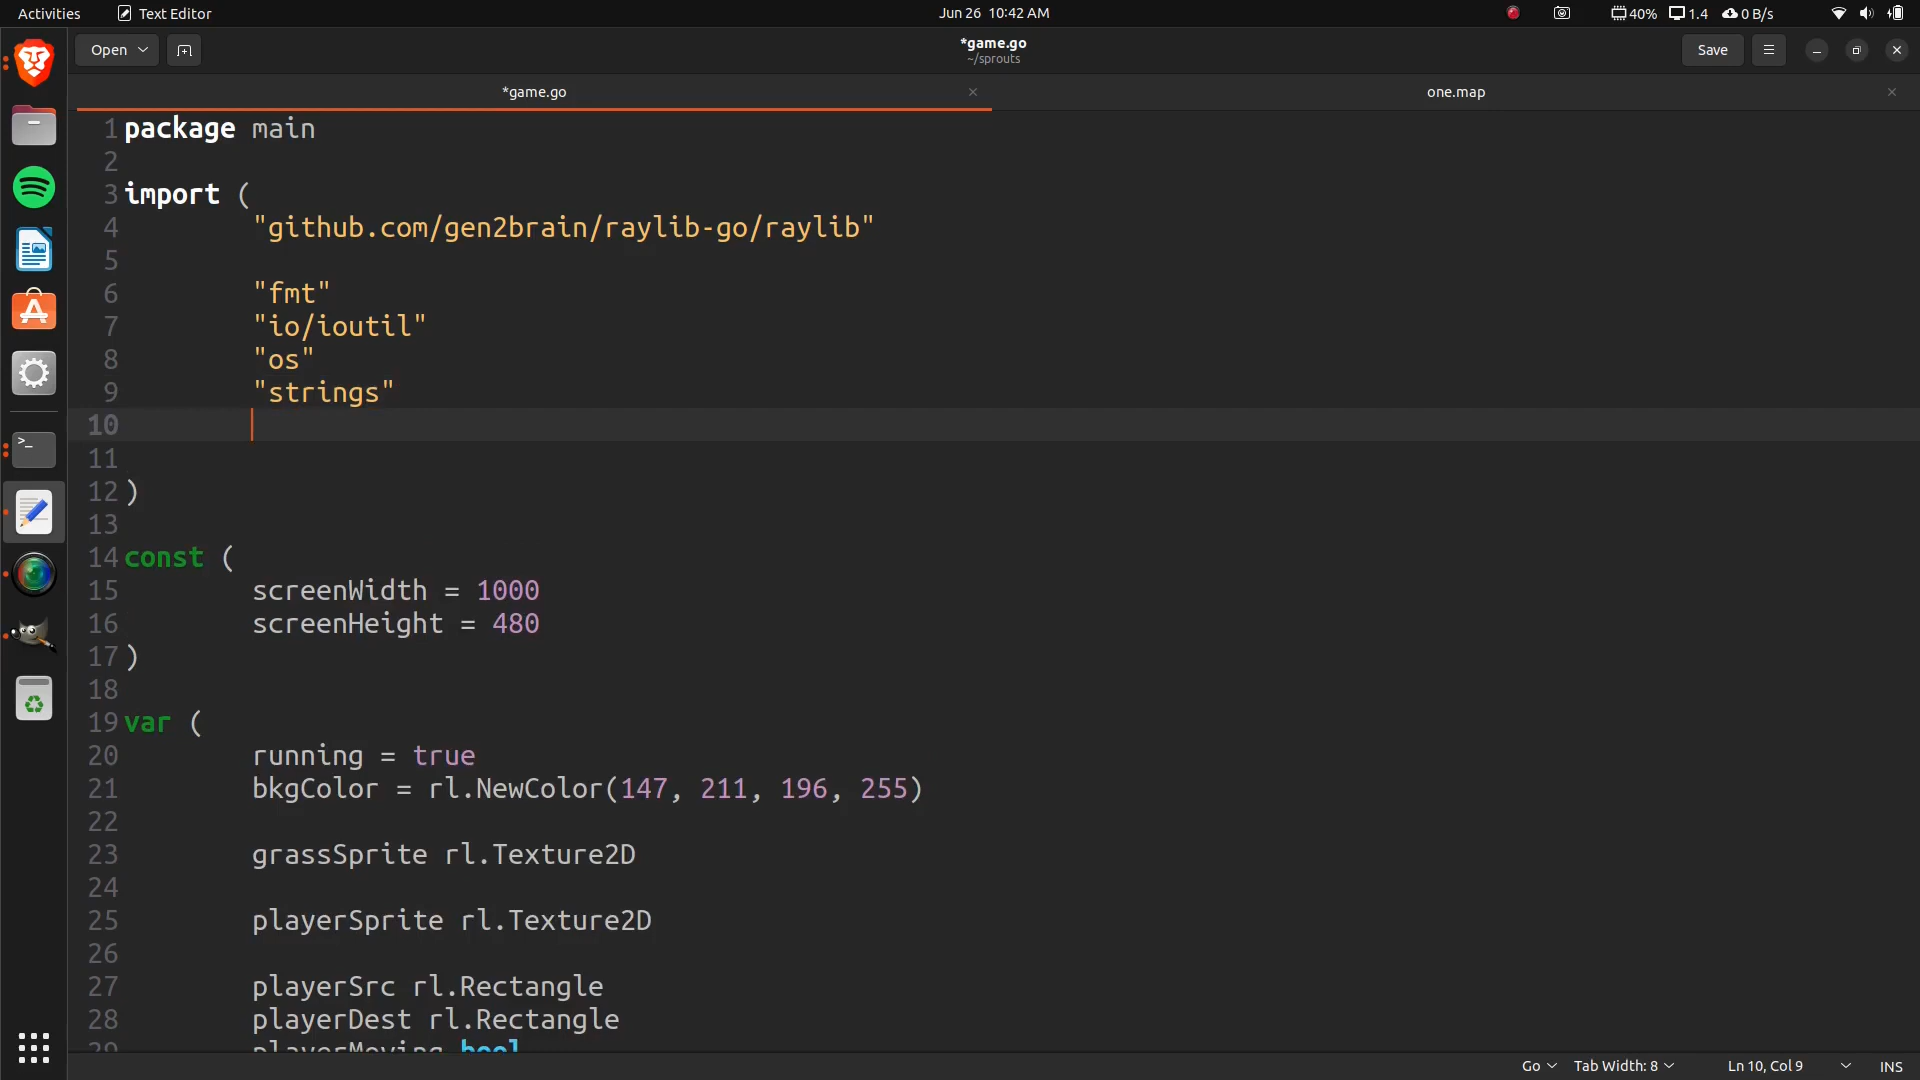 Activities Text Editor Jun 26 10:42 AM 40% 1.4 0 B/s
Open *game.go Save
~/sprouts
*game.go one.map
1 package main
2
3 import (
4 "github.com/gen2brain/raylib-go/raylib"
5
6 "fmt"
7 "io/ioutil"
8 "os"
9 "strings"
10
11
12 )
13
14 const (
15 screenWidth = 1000
16 screenHeight = 480
17 )
18
19 var (
20 running = true
21 bkgColor = rl.NewColor(147, 211, 196, 255)
22
23 grassSprite rl.Texture2D
24
25 playerSprite rl.Texture2D
26
27 playerSrc rl.Rectangle
28 playerDest rl.Rectangle
29 playerMoving bool
Go Tab Width: 8 Ln 10, Col 9 INS